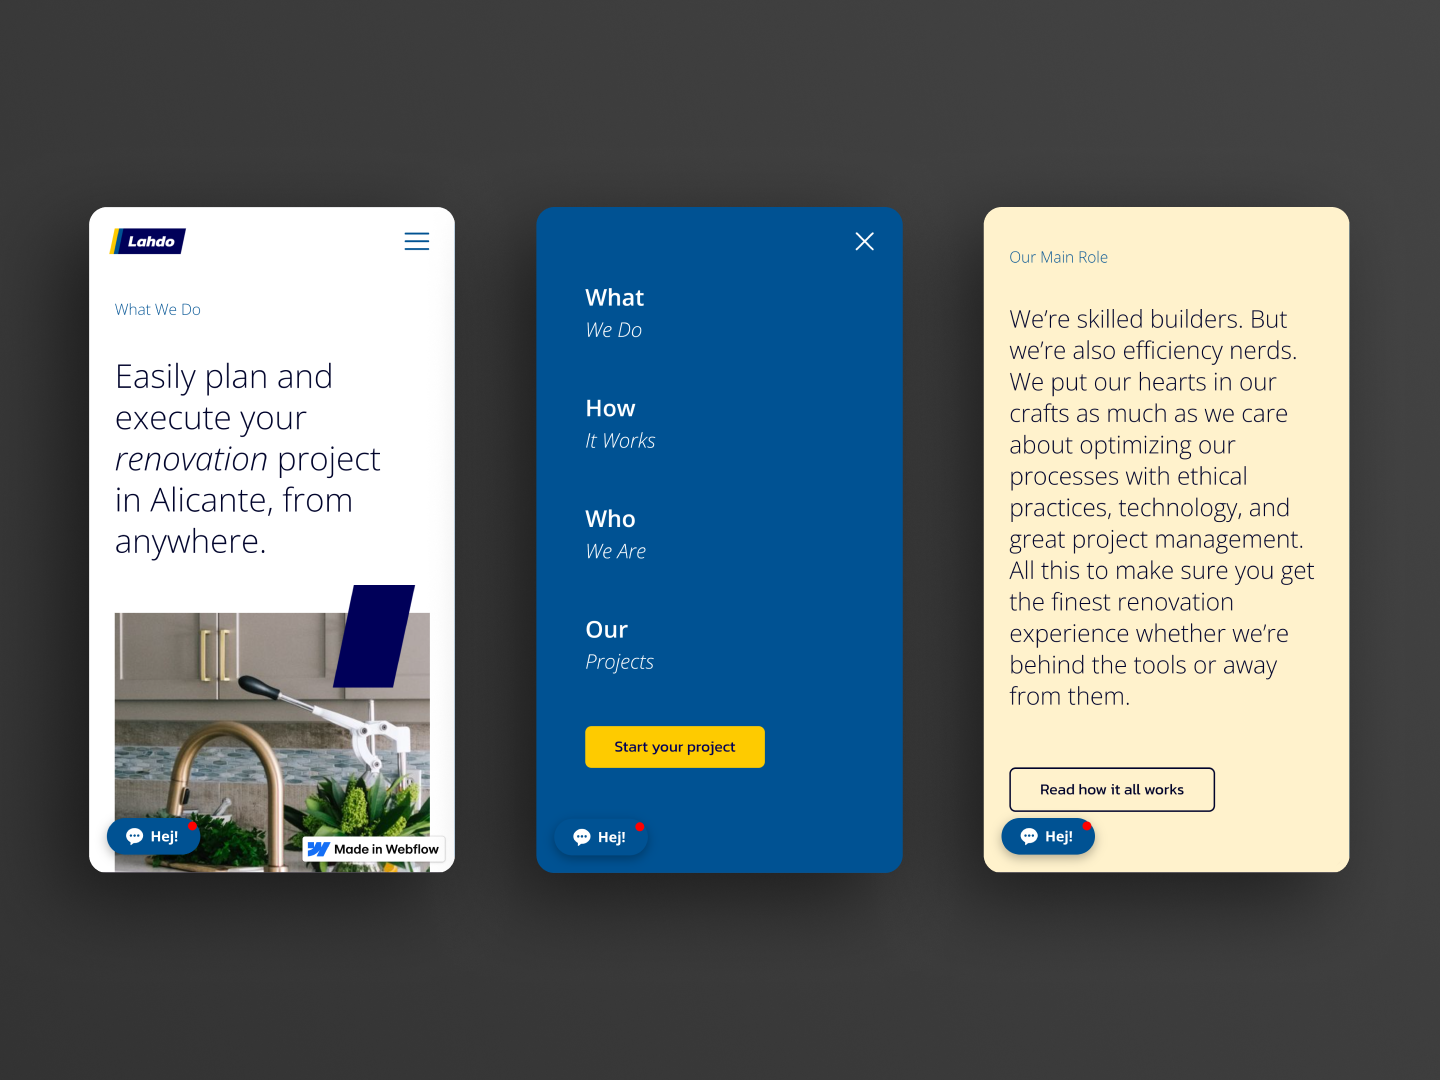 Lahdo
What We Do
Easily plan and
execute your
renovation project
in Alicante, from
anywhere.
Hej!
Made in Webflow
What
We Do
How
It Works
Who
We Are
Our
Projects
Start your project
Hej!
Our Main Role
We’re skilled builders. But
we’re also efficiency nerds.
We put our hearts in our
crafts as much as we care
about optimizing our
processes with ethical
practices, technology, and
great project management.
All this to make sure you get
the finest renovation
experience whether we’re
behind the tools or away
from them.
Read how it all works
Hej!